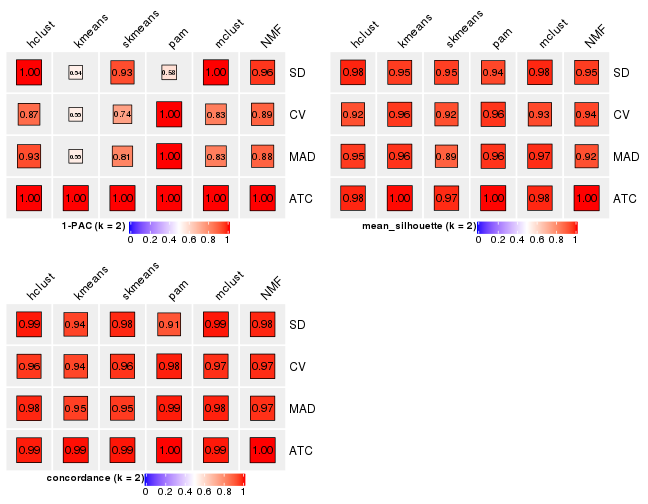 hclust kmeans skmeans pam mclust NMF
1.00 0.54 0.93 0.58 1.00 0.96 SD
0.87 0.55 0.74 1.00 0.83 0.89 CV
0.93 0.55 0.81 1.00 0.83 0.88 MAD
1.00 1.00 1.00 1.00 1.00 1.00 ATC
1-PAC (k = 2) 0 0.2 0.4 0.6 0.8 1
hclust kmeans skmeans pam mclust NMF
0.98 0.95 0.95 0.94 0.98 0.95 SD
0.92 0.96 0.92 0.96 0.93 0.94 CV
0.95 0.96 0.89 0.96 0.97 0.92 MAD
0.98 1.00 0.97 1.00 0.98 1.00 ATC
mean_silhouette (k = 2) 0 0.2 0.4 0.6 0.8 1
hclust kmeans skmeans pam mclust NMF
0.99 0.94 0.98 0.91 0.99 0.98 SD
0.96 0.94 0.96 0.98 0.97 0.97 CV
0.98 0.95 0.95 0.99 0.98 0.97 MAD
0.99 0.99 0.99 1.00 0.99 1.00 ATC
concordance (k = 2) 0 0.2 0.4 0.6 0.8 1